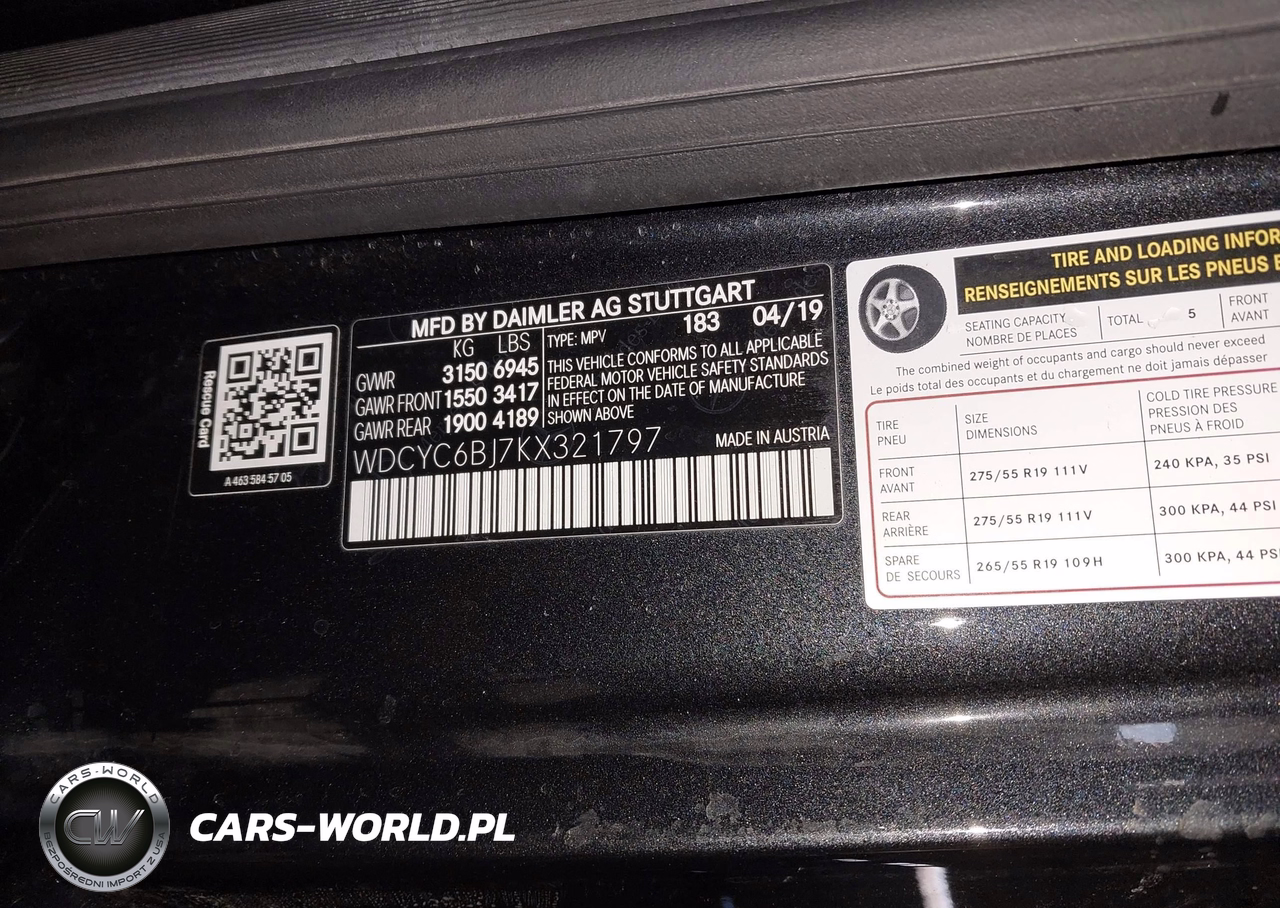 Rescue Card
A 463 584 57 05
MFD BY DAIMLER AG STUTTGART
KG LBS
GVWR 3150 6945
GAWR FRONT 1550 3417
GAWR REAR 1900 4189
TYPE: MPV 183 04/19
THIS VEHICLE CONFORMS TO ALL APPLICABLE
FEDERAL MOTOR VEHICLE SAFETY STANDARDS
IN EFFECT ON THE DATE OF MANUFACTURE
SHOWN ABOVE
WDCYC6BJ7KX321797 MADE IN AUSTRIA
TIRE AND LOADING INFOR
RENSEIGNEMENTS SUR LES PNEUS E
SEATING CAPACITY
NOMBRE DE PLACES
TOTAL 5
FRONT
AVANT
The combined weight of occupants and cargo should never exceed
Le poids total des occupants et du chargement ne doit jamais dépasser
TIRE
PNEU
SIZE
DIMENSIONS
COLD TIRE PRESSURE
PRESSION DES
PNEUS À FROID
FRONT
AVANT
275/55 R19 111V
240 KPA, 35 PSI
REAR
ARRIÈRE
275/55 R19 111V
300 KPA, 44 PSI
SPARE
DE SECOURS
265/55 R19 109H
300 KPA, 44 PSI
CARS-WORLD
CW
BEZPOŚREDNI IMPORT Z USA
CARS-WORLD.PL